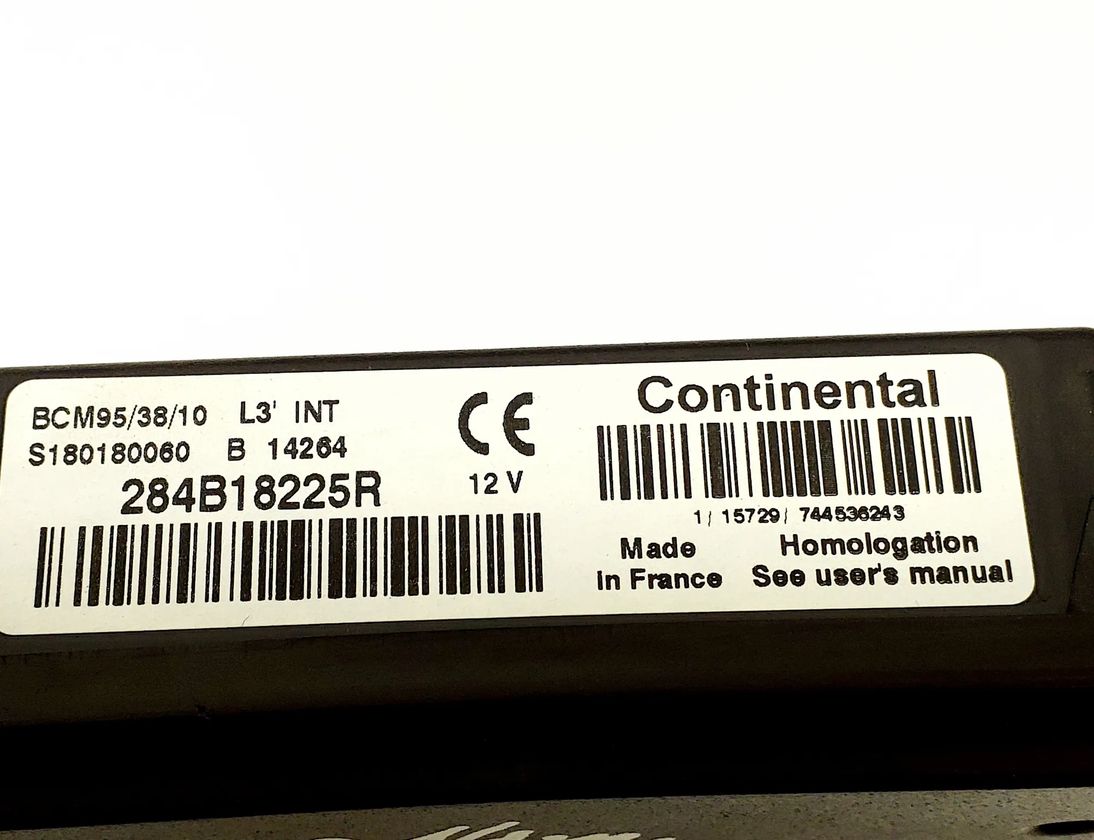 BCM95/38/10 L3' INT
S180180060 B 14264
284B18225R
CE
12 V
Continental
1/ 15729/ 744536243
Made
in France
Homologation
See user's manual